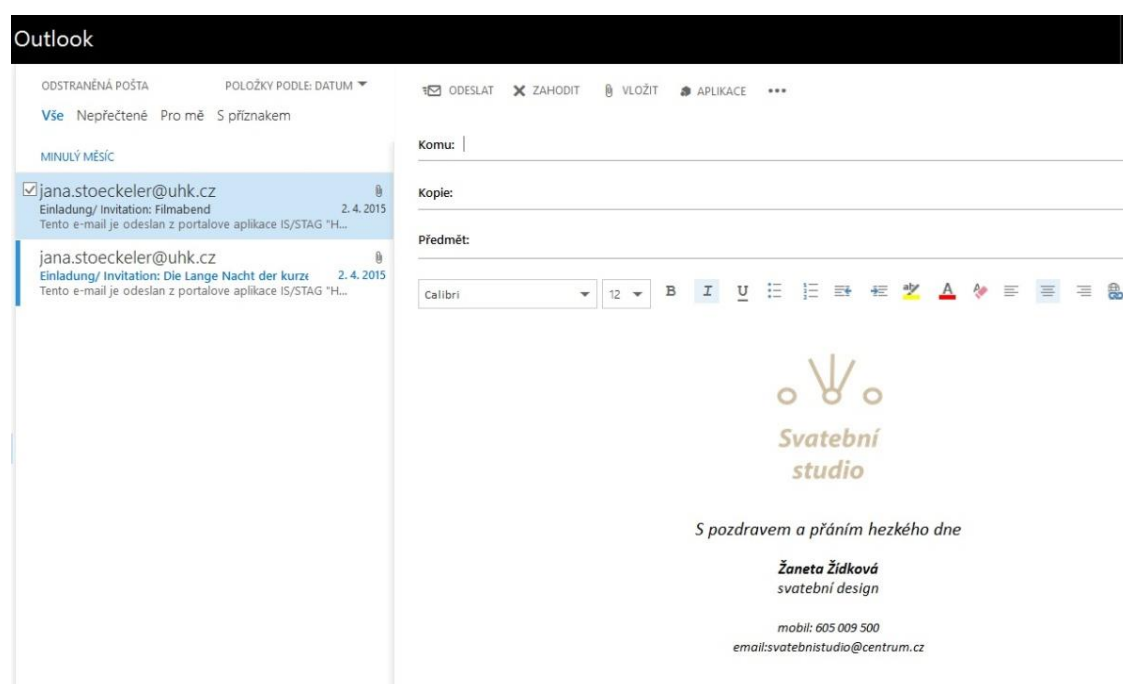 Outlook
ODSTRANĚNÁ POŠTA POLOŽKY PODLE: DATUM
Vše Nepřečtené Pro mě S příznakem
MINULÝ MĚSÍC
jana.stoeckeler@uhk.cz
Einladung/ Invitation: Filmabend 2. 4. 2015
Tento e-mail je odeslan z portalove aplikace IS/STAG "H...
jana.stoeckeler@uhk.cz
Einladung/ Invitation: Die Lange Nacht der kurze 2. 4. 2015
Tento e-mail je odeslan z portalove aplikace IS/STAG "H...
ODESLAT ZAHODIT VLOŽIT APLIKACE •••
Komu:
Kopie:
Předmět:
Calibri 12 B I U
Svatební
studio
S pozdravem a přáním hezkého dne
Žaneta Žídková
svatební design
mobil: 605 009 500
email:svatebnistudio@centrum.cz